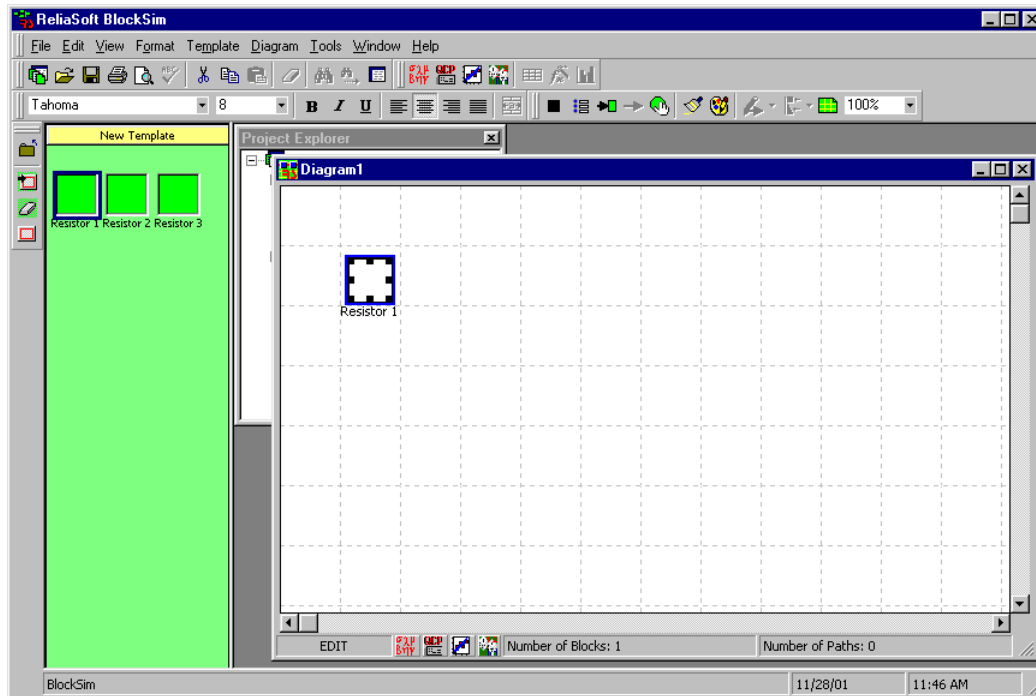 ReliaSoft BlockSim
File Edit View Format Template Diagram Tools Window Help
Tahoma 8 B I U 100%
New Template
Project Explorer
Diagram1
Resistor 1 Resistor 2 Resistor 3
Resistor 1
EDIT Number of Blocks: 1 Number of Paths: 0
BlockSim 11/28/01 11:46 AM